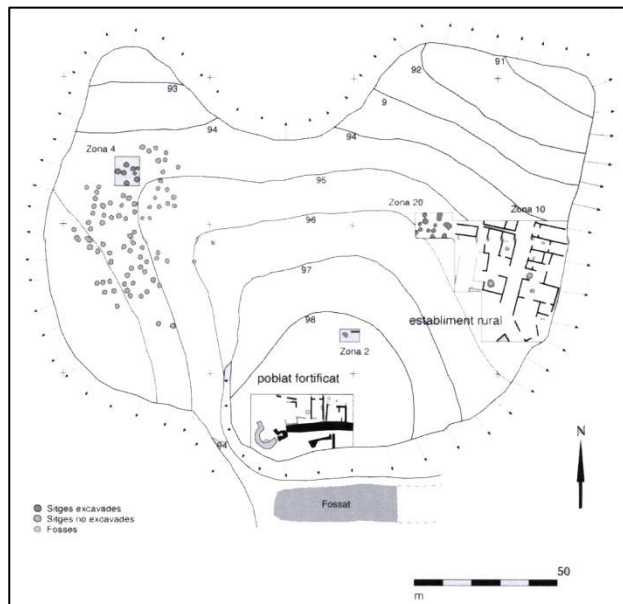 91
92
93
9
94
94
Zona 4
95
Zona 20
Zona 10
96
97
establiment rural
98
Zona 2
poblat fortificat
94
N
Fossat
Sitges excavades
Sitges no excavades
Fosses
50
m